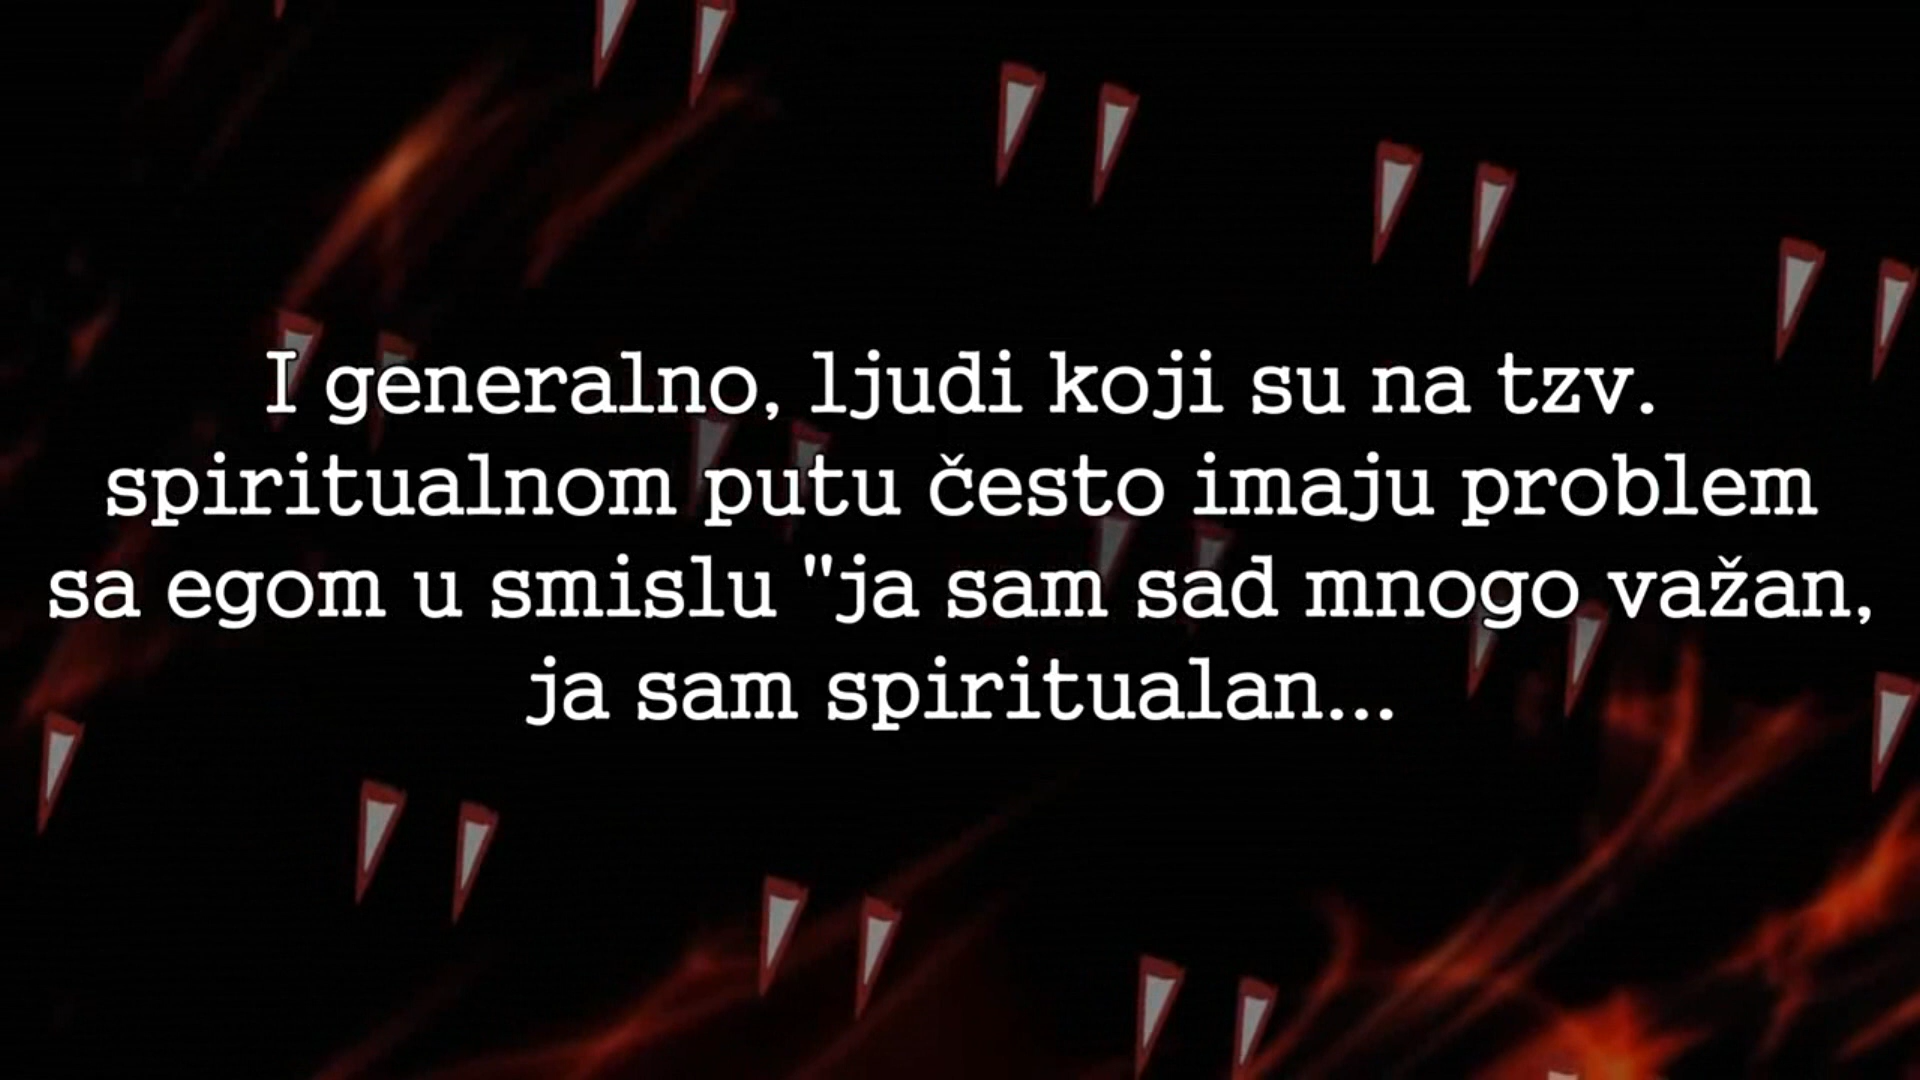 I generalno, ljudi koji su na tzv.
spiritualnom putu često imaju problem
sa egom u smislu "ja sam sad mnogo važan,
ja sam spiritualan...